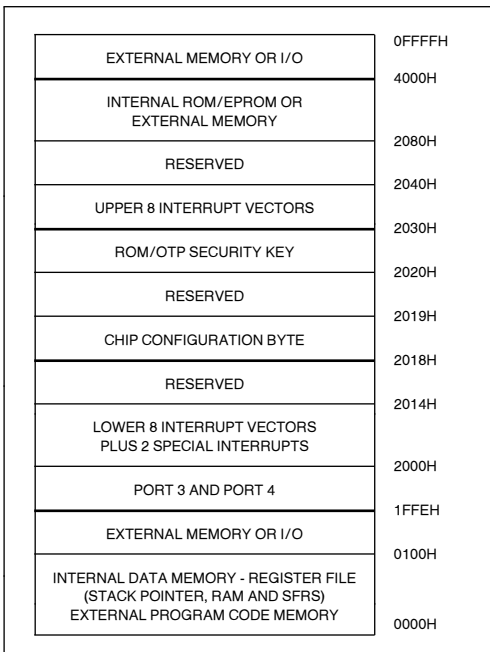 0FFFFH
EXTERNAL MEMORY OR I/O
4000H
INTERNAL ROM/EPROM OR
EXTERNAL MEMORY
2080H
RESERVED
2040H
UPPER 8 INTERRUPT VECTORS
2030H
ROM/OTP SECURITY KEY
2020H
RESERVED
2019H
CHIP CONFIGURATION BYTE
2018H
RESERVED
2014H
LOWER 8 INTERRUPT VECTORS
PLUS 2 SPECIAL INTERRUPTS
2000H
PORT 3 AND PORT 4
1FFEH
EXTERNAL MEMORY OR I/O
0100H
INTERNAL DATA MEMORY - REGISTER FILE
(STACK POINTER, RAM AND SFRS)
EXTERNAL PROGRAM CODE MEMORY
0000H